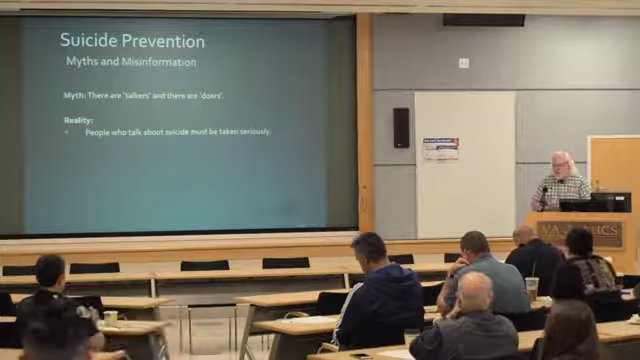 Suicide Prevention
Myths and Misinformation
Myth: There are 'talkers' and there are 'doers'.
Reality:
• People who talk about suicide must be taken seriously.